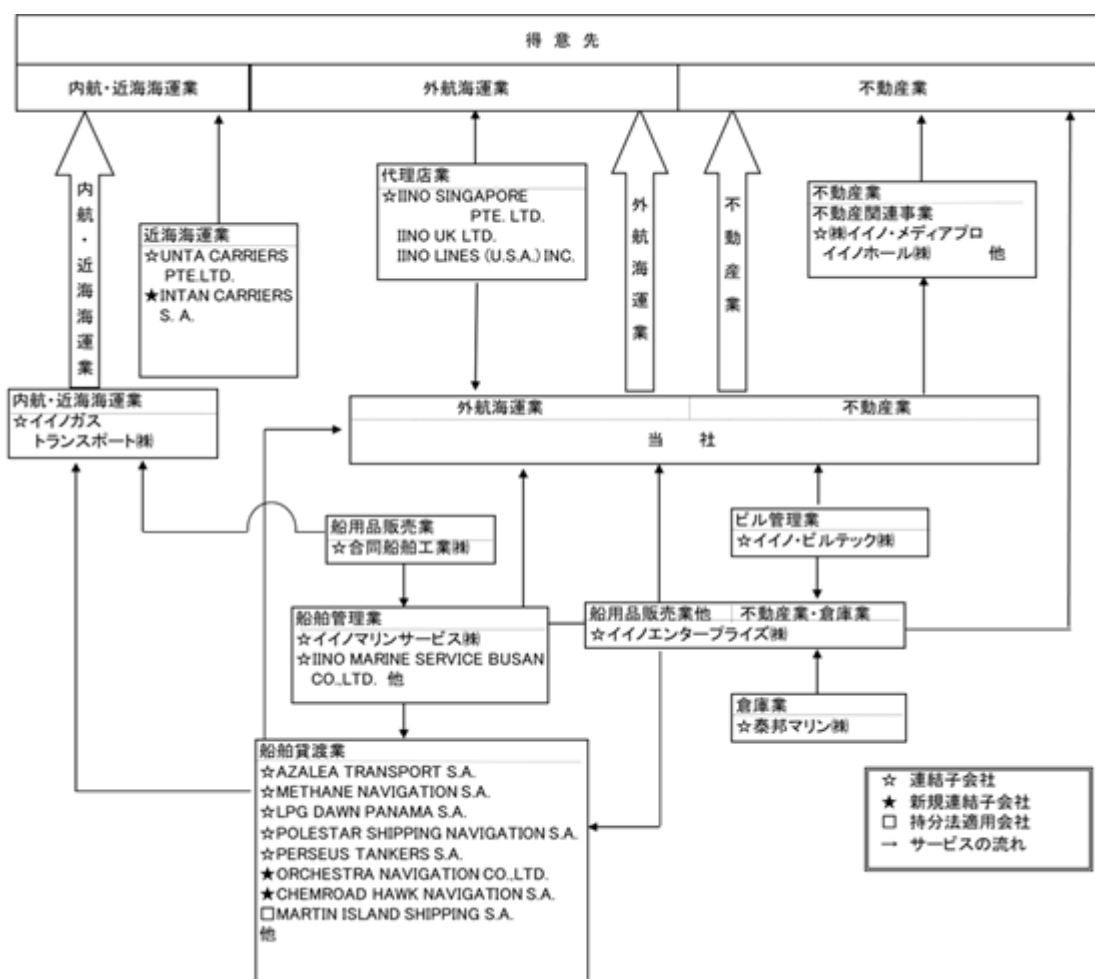 得 意 先
内航・近海海運業
外航海運業
不動産業
内航・近海海運業
近海海運業
☆UNTA CARRIERS
PTE.LTD.
★INTAN CARRIERS
S. A.
代理店業
☆IINO SINGAPORE
PTE. LTD.
IINO UK LTD.
IINO LINES (U.S.A.) INC.
外航海運業
不動産業
不動産業
不動産関連事業
☆㈱イイノ・メディアプロ
イイノホール㈱ 他
内航・近海海運業
☆イイノガス
トランスポート㈱
外航海運業
不動産業
当 社
船用品販売業
☆合同船舶工業㈱
ビル管理業
☆イイノ・ビルテック㈱
船舶管理業
☆イイノマリンサービス㈱
☆IINO MARINE SERVICE BUSAN
CO.,LTD. 他
船用品販売業他
不動産業・倉庫業
☆イイノエンタープライズ㈱
倉庫業
☆泰邦マリン㈱
船舶貸渡業
☆AZALEA TRANSPORT S.A.
☆METHANE NAVIGATION S.A.
☆LPG DAWN PANAMA S.A.
☆POLESTAR SHIPPING NAVIGATION S.A.
☆PERSEUS TANKERS S.A.
★ORCHESTRA NAVIGATION CO.,LTD.
★CHEMROAD HAWK NAVIGATION S.A.
□MARTIN ISLAND SHIPPING S.A.
他
☆ 連結子会社
★ 新規連結子会社
□ 持分法適用会社
→ サービスの流れ